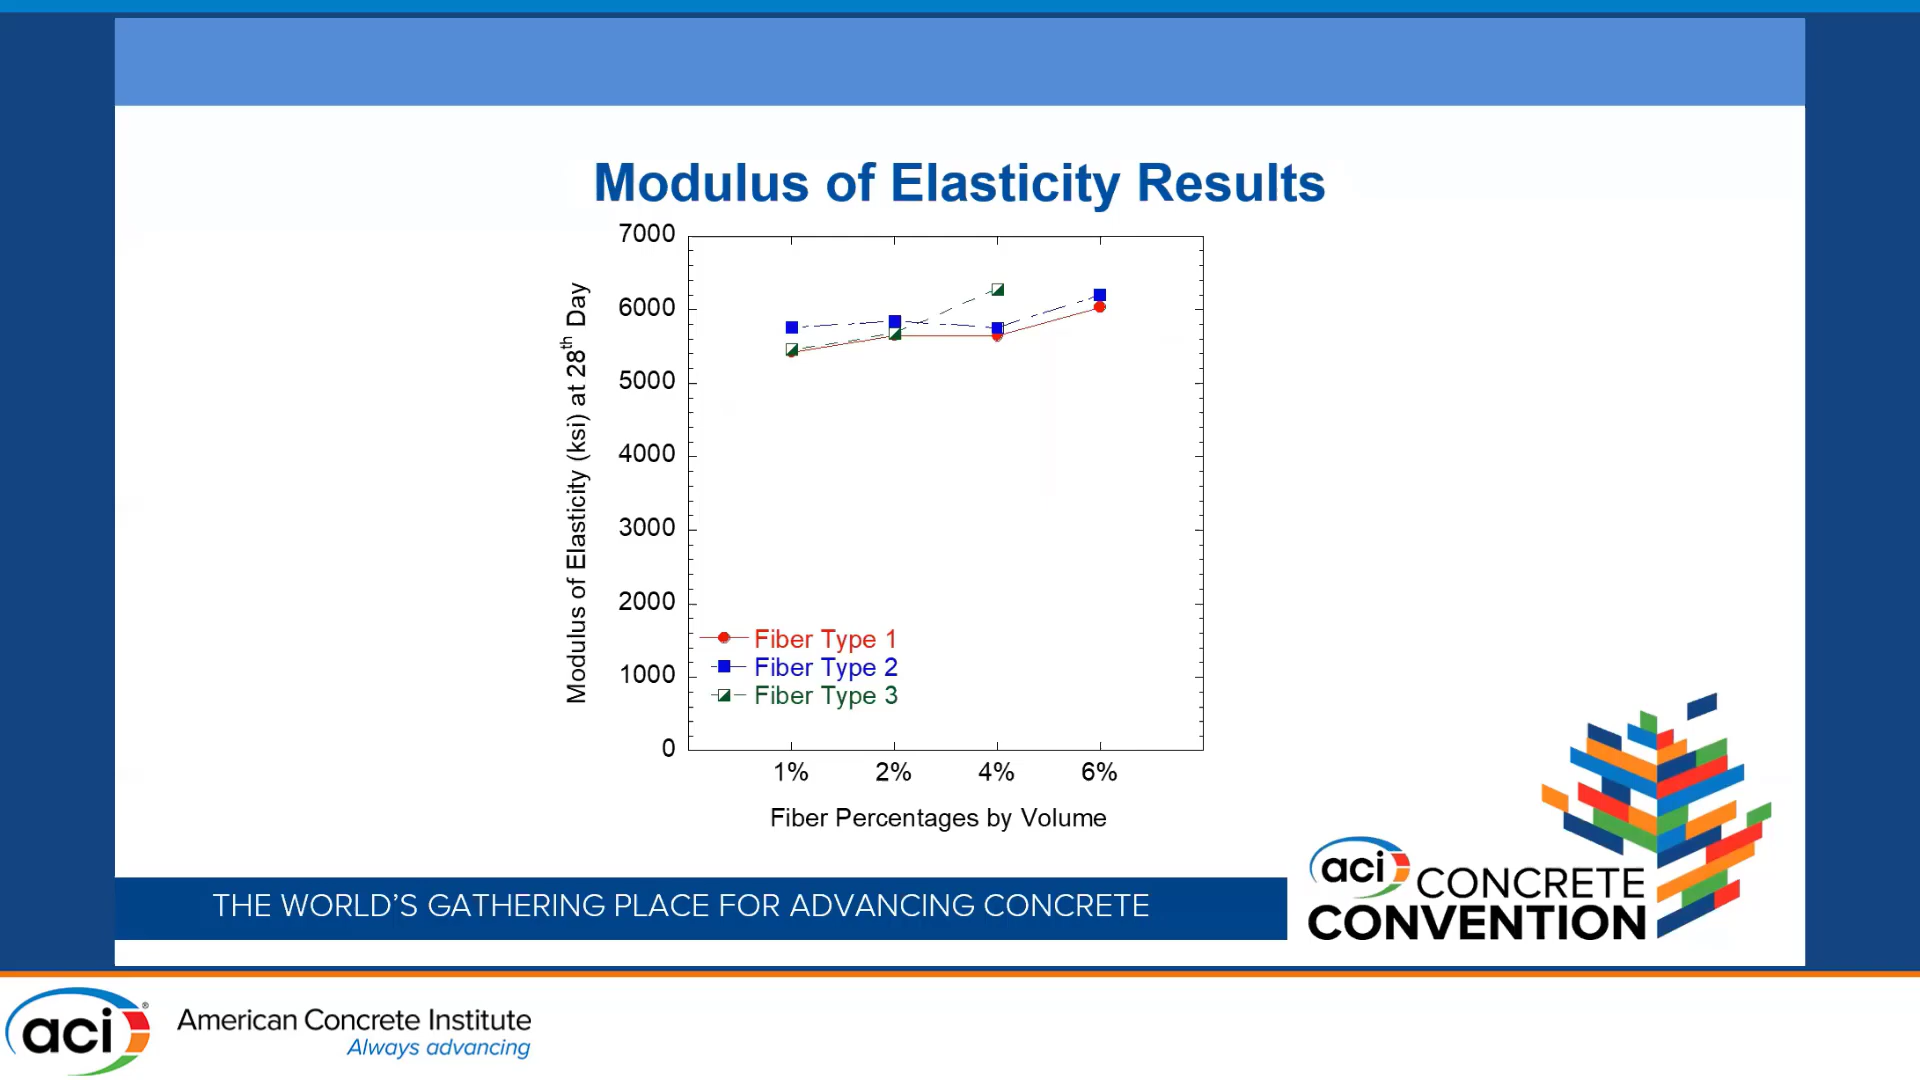 Modulus of Elasticity Results
7000
6000
5000
4000
3000
2000
1000
0
Modulus of Elasticity (ksi) at 28th Day
Fiber Type 1
Fiber Type 2
Fiber Type 3
1% 2% 4% 6%
Fiber Percentages by Volume
THE WORLD'S GATHERING PLACE FOR ADVANCING CONCRETE
aci CONCRETE
CONVENTION
aci® American Concrete Institute
Always advancing